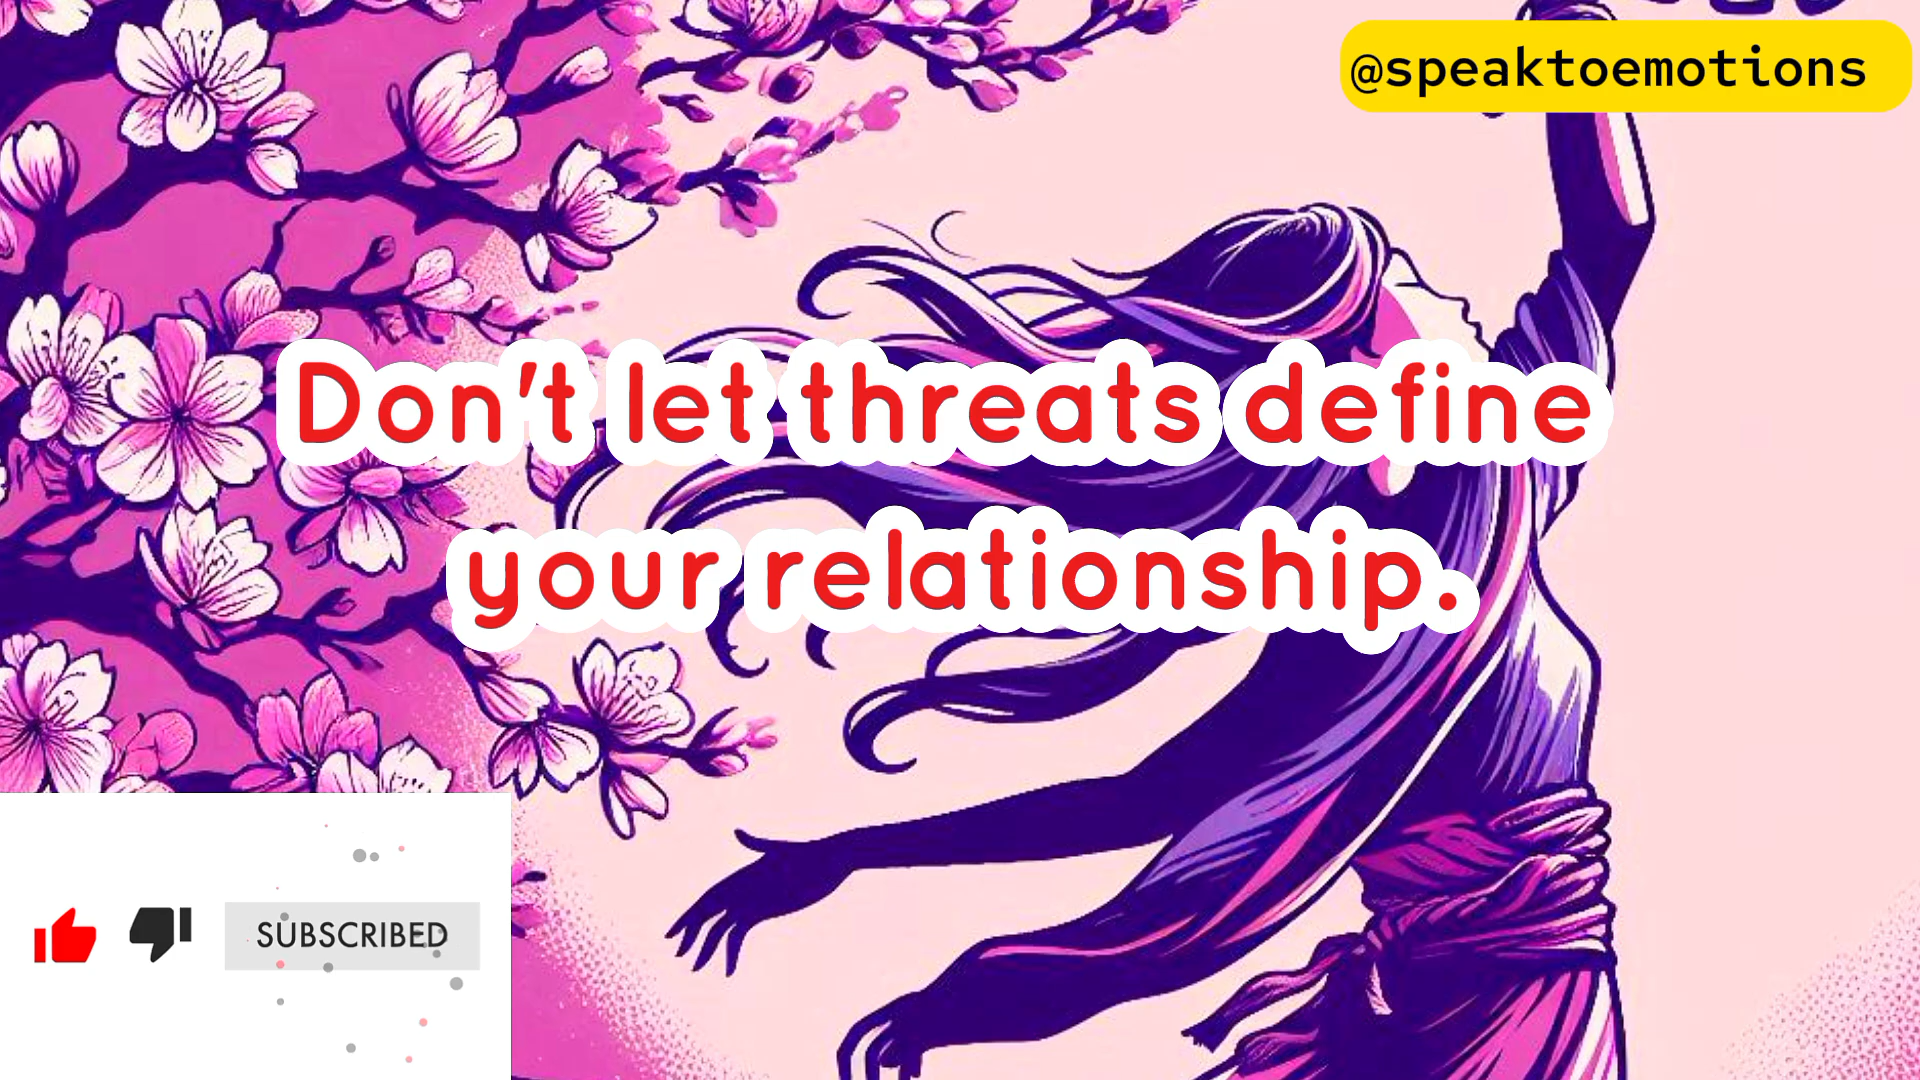 @speaktoemotions
Don't let threats define
your relationship.
SUBSCRIBED